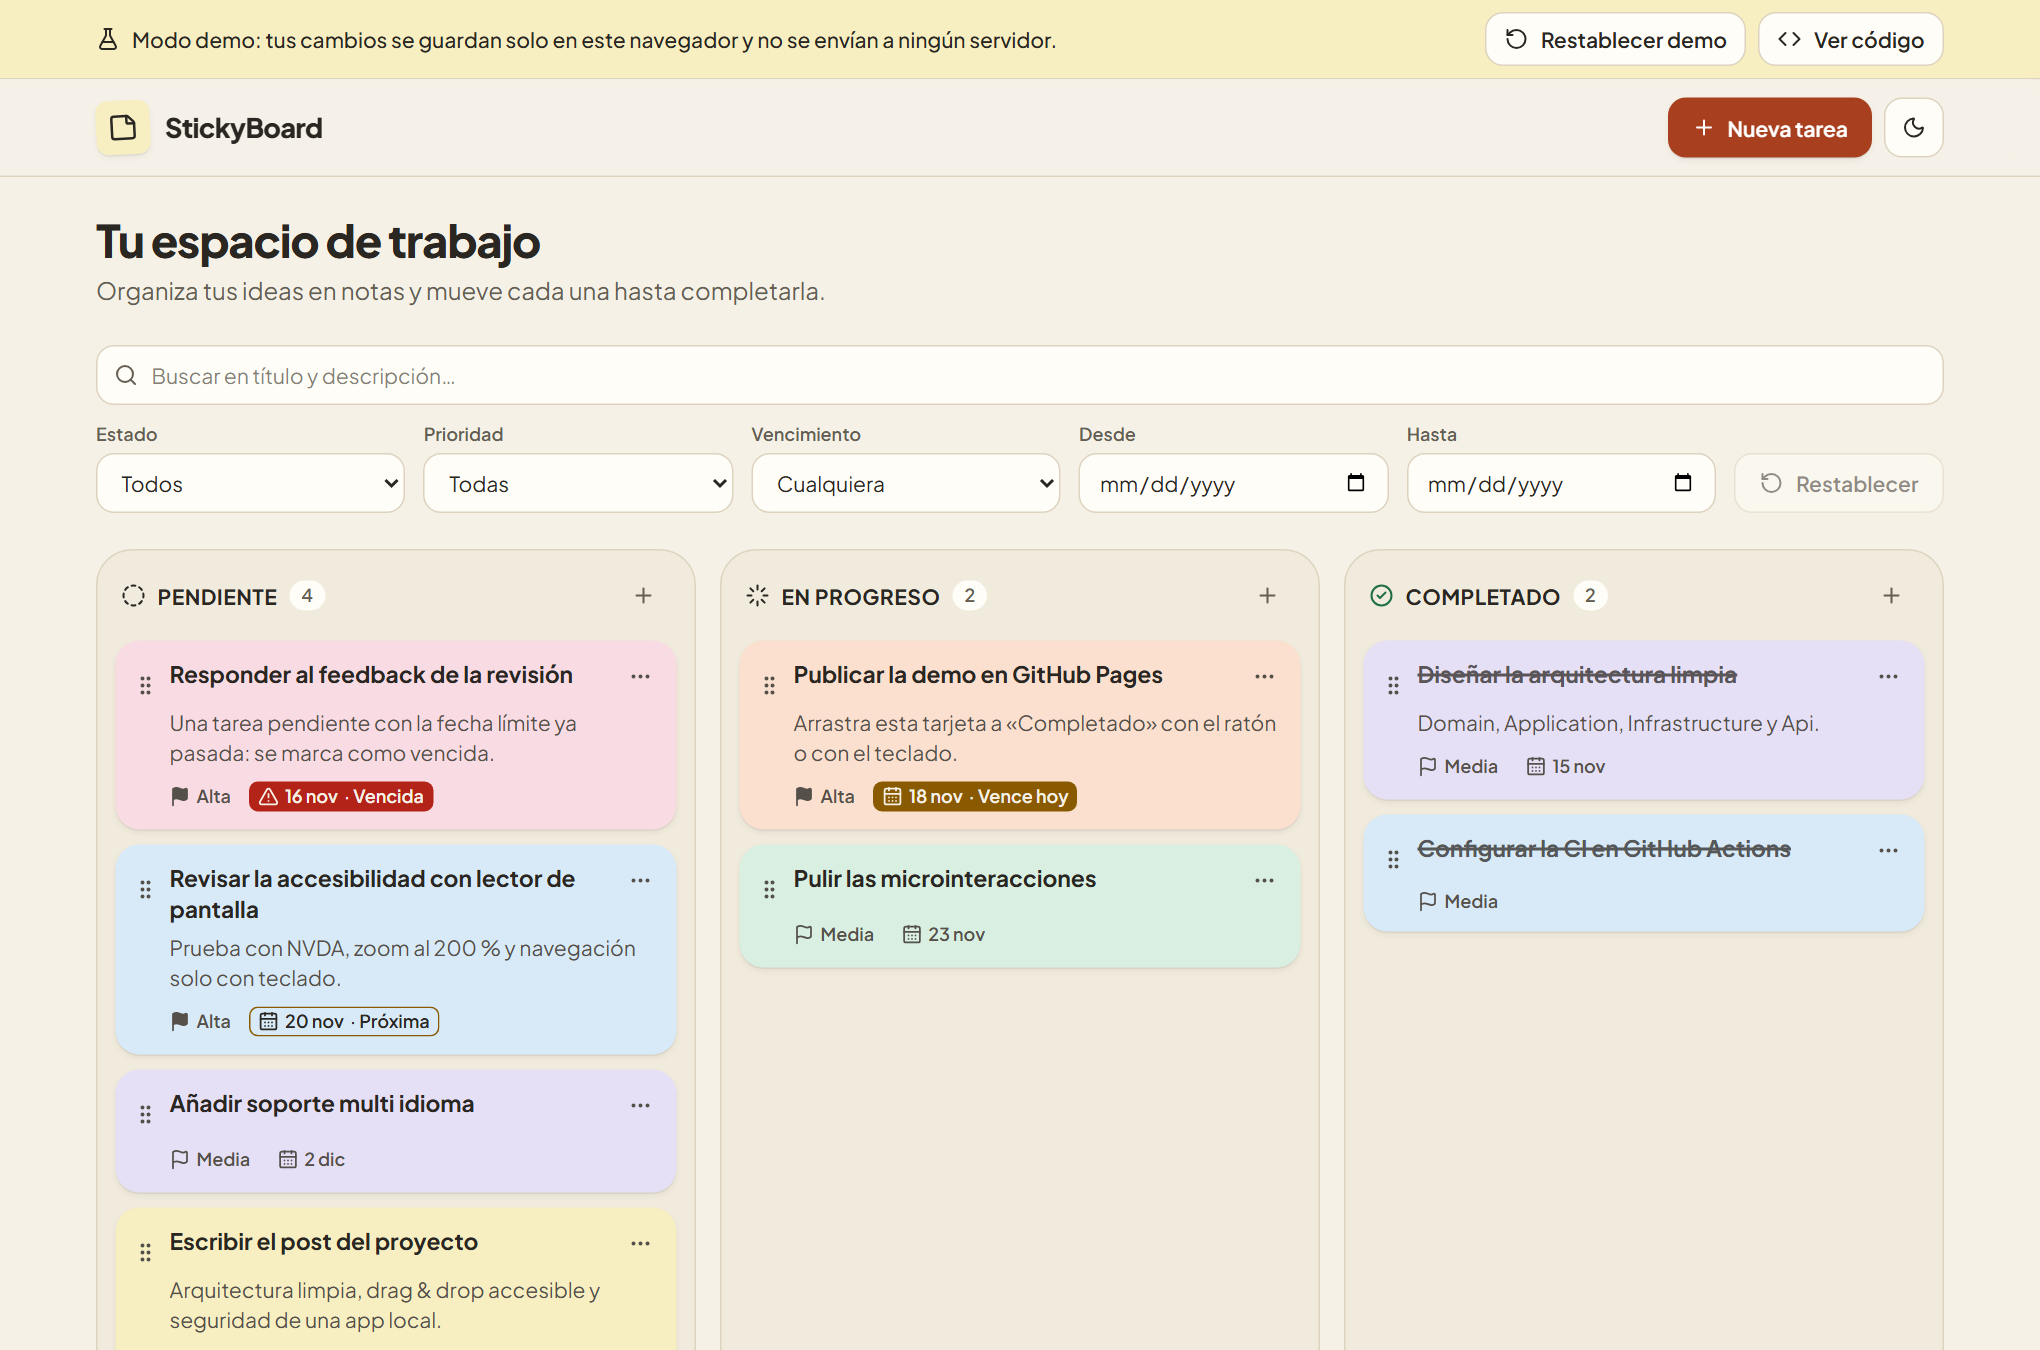 Modo demo: tus cambios se guardan solo en este navegador y no se envían a ningún servidor.
Restablecer demo
Ver código
StickyBoard
Nueva tarea
Tu espacio de trabajo
Organiza tus ideas en notas y mueve cada una hasta completarla.
Buscar en título y descripción...
Estado
Prioridad
Vencimiento
Desde
Hasta
Todos
Todas
Cualquiera
mm/dd/yyyy
mm/dd/yyyy
Restablecer
PENDIENTE 4
Responder al feedback de la revisión
Una tarea pendiente con la fecha límite ya
pasada: se marca como vencida.
Alta 16 nov · Vencida
Revisar la accesibilidad con lector de
pantalla
Prueba con NVDA, zoom al 200 % y navegación
solo con teclado.
Alta 20 nov · Próxima
Añadir soporte multi idioma
Media 2 dic
Escribir el post del proyecto
Arquitectura limpia, drag & drop accesible y
seguridad de una app local.
EN PROGRESO 2
Publicar la demo en GitHub Pages
Arrastra esta tarjeta a «Completado» con el ratón
o con el teclado.
Alta 18 nov · Vence hoy
Pulir las microinteracciones
Media 23 nov
COMPLETADO 2
Diseñar la arquitectura limpia
Domain, Application, Infrastructure y Api.
Media 15 nov
Configurar la CI en GitHub Actions
Media